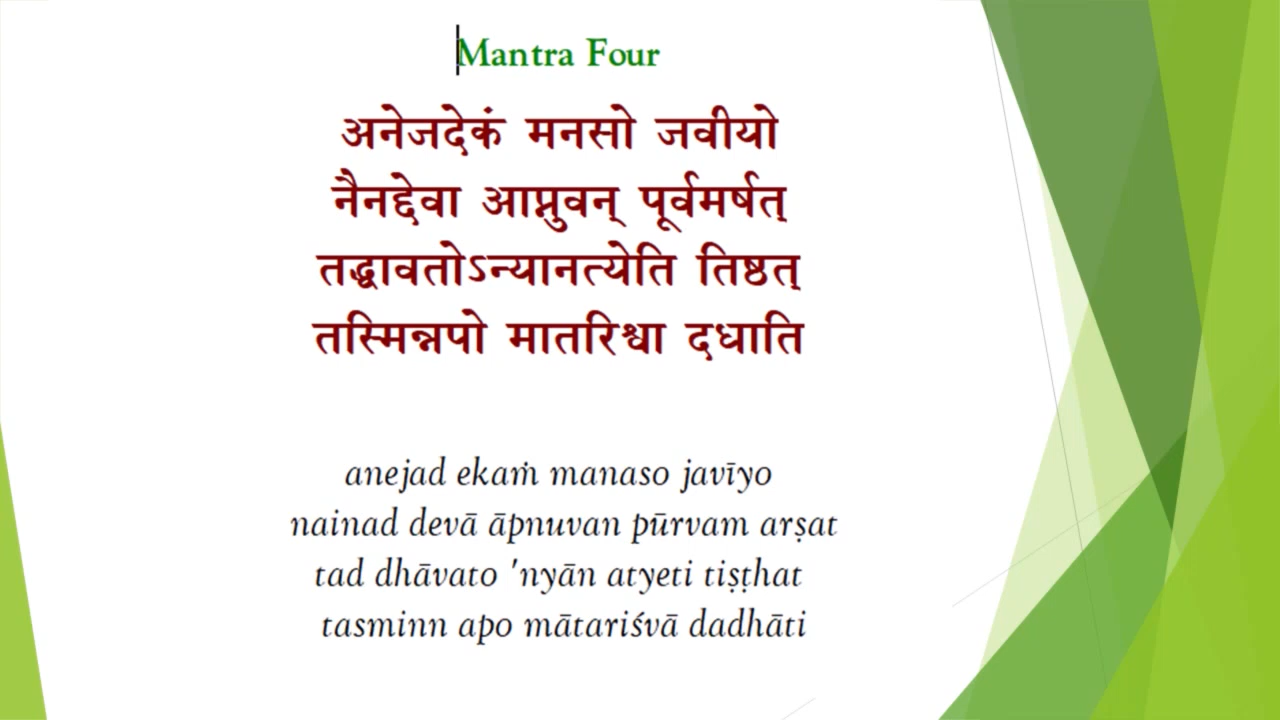 Mantra Four
अनेजदेकं मनसो जवीयो
नैनद्देवा आप्नुवन् पूर्वमर्षत्
तद्धावतोऽन्यानत्येति तिष्ठत्
तस्मिन्नपो मातरिश्वा दधाति
anejad ekaṁ manaso javīyo
nainad devā āpnuvan pūrvam arṣat
tad dhāvato 'nyān atyeti tiṣṭhat
tasminn apo mātariśvā dadhāti